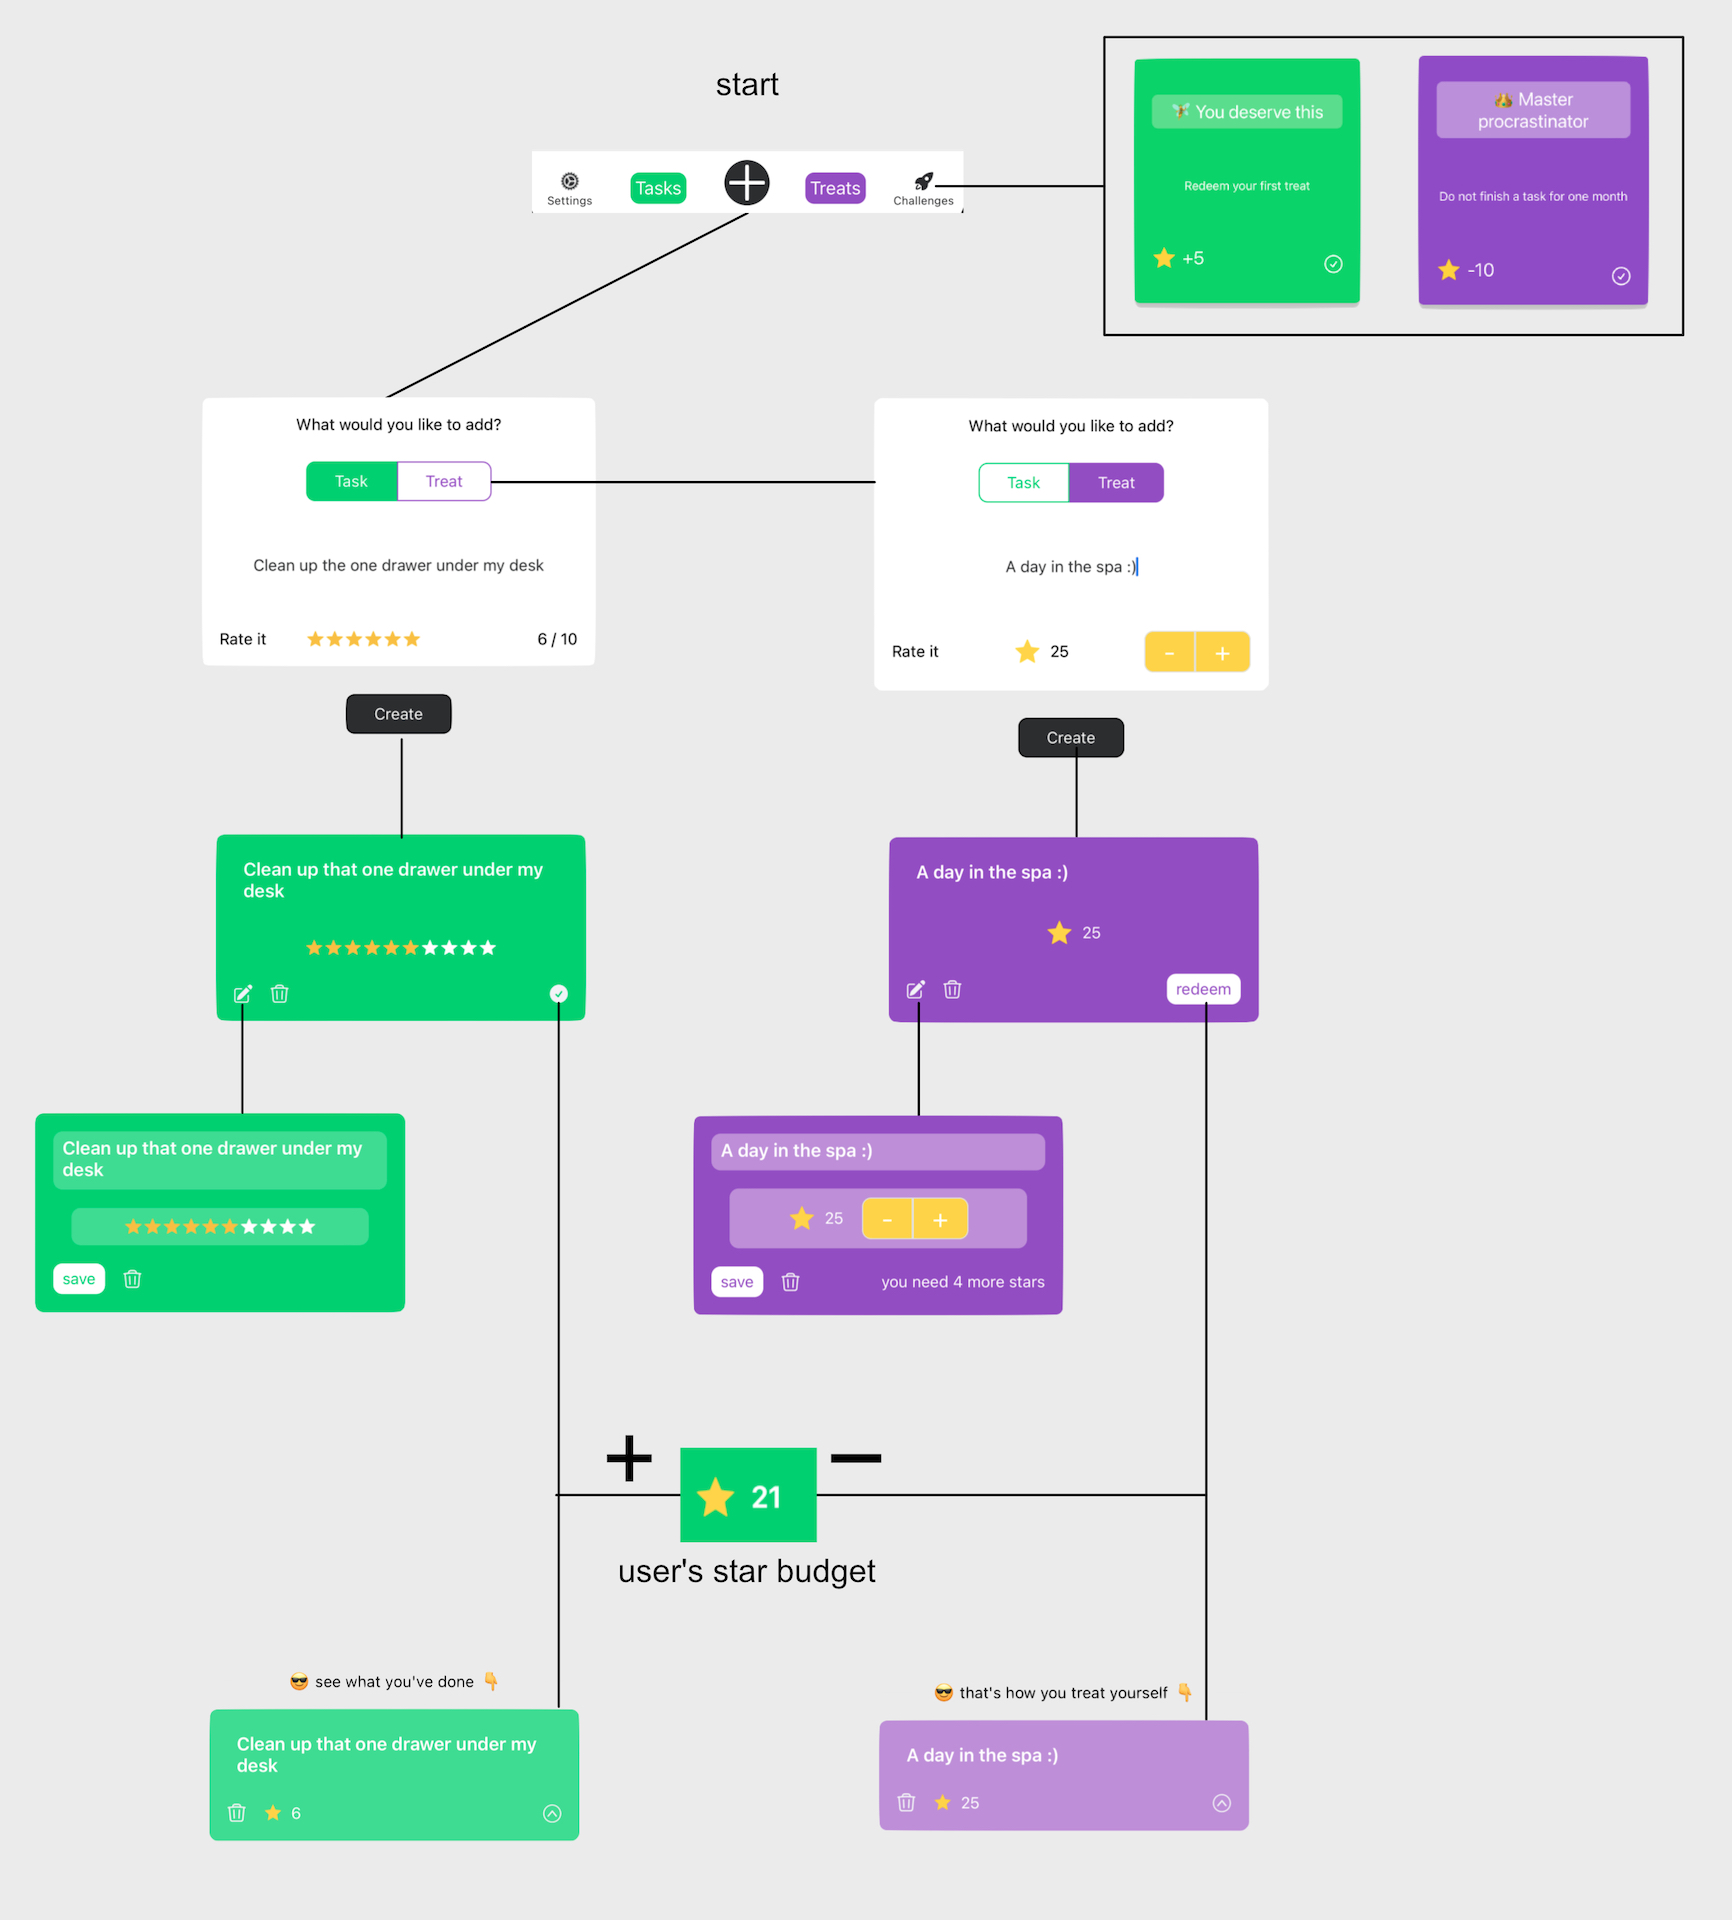 start
Settings
Tasks
Treats
Challenges
You deserve this
Redeem your first treat
+5
Master
procrastinator
Do not finish a task for one month
-10
What would you like to add?
Task
Treat
Clean up the one drawer under my desk
Rate it
6 / 10
Create
What would you like to add?
Task
Treat
A day in the spa :)
Rate it
25
-
+
Create
Clean up that one drawer under my
desk
A day in the spa :)
25
redeem
Clean up that one drawer under my
desk
save
A day in the spa :)
25
-
+
save
you need 4 more stars
+
21
−
user's star budget
😎 see what you've done 👇
Clean up that one drawer under my
desk
6
😎 that's how you treat yourself 👇
A day in the spa :)
25